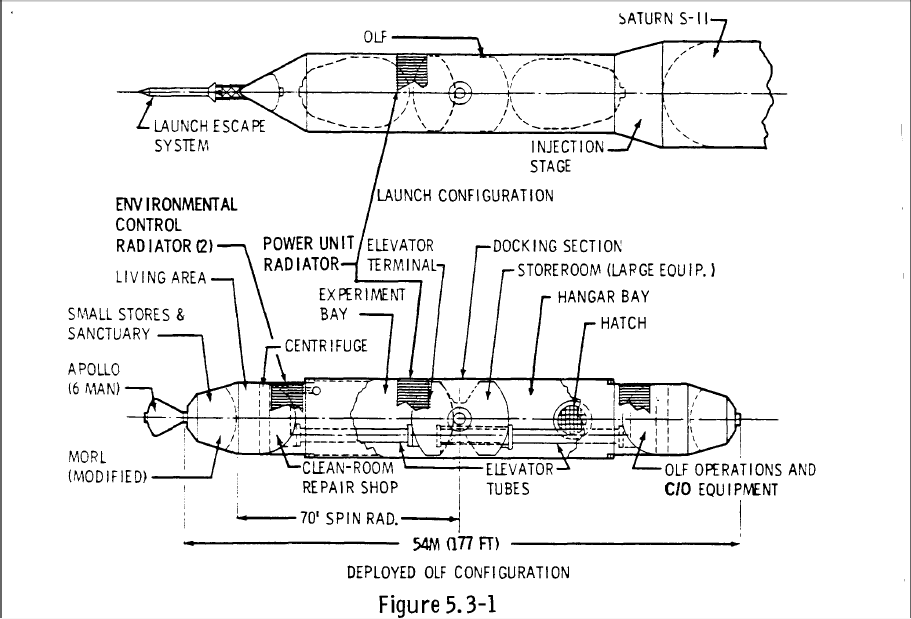 SATURN S-II
OLF
LAUNCH ESCAPE
SYSTEM
INJECTION
STAGE
LAUNCH CONFIGURATION
ENVIRONMENTAL
CONTROL
RADIATOR (2)
POWER UNIT
RADIATOR
ELEVATOR
TERMINAL
DOCKING SECTION
STOREROOM (LARGE EQUIP.)
LIVING AREA
EXPERIMENT
BAY
HANGAR BAY
HATCH
SMALL STORES &
SANCTUARY
CENTRIFUGE
APOLLO
(6 MAN)
MORL
(MODIFIED)
CLEAN-ROOM
REPAIR SHOP
ELEVATOR
TUBES
OLF OPERATIONS AND
C/O EQUIPMENT
70' SPIN RAD.
54M (177 FT)
DEPLOYED OLF CONFIGURATION
Figure 5.3-1